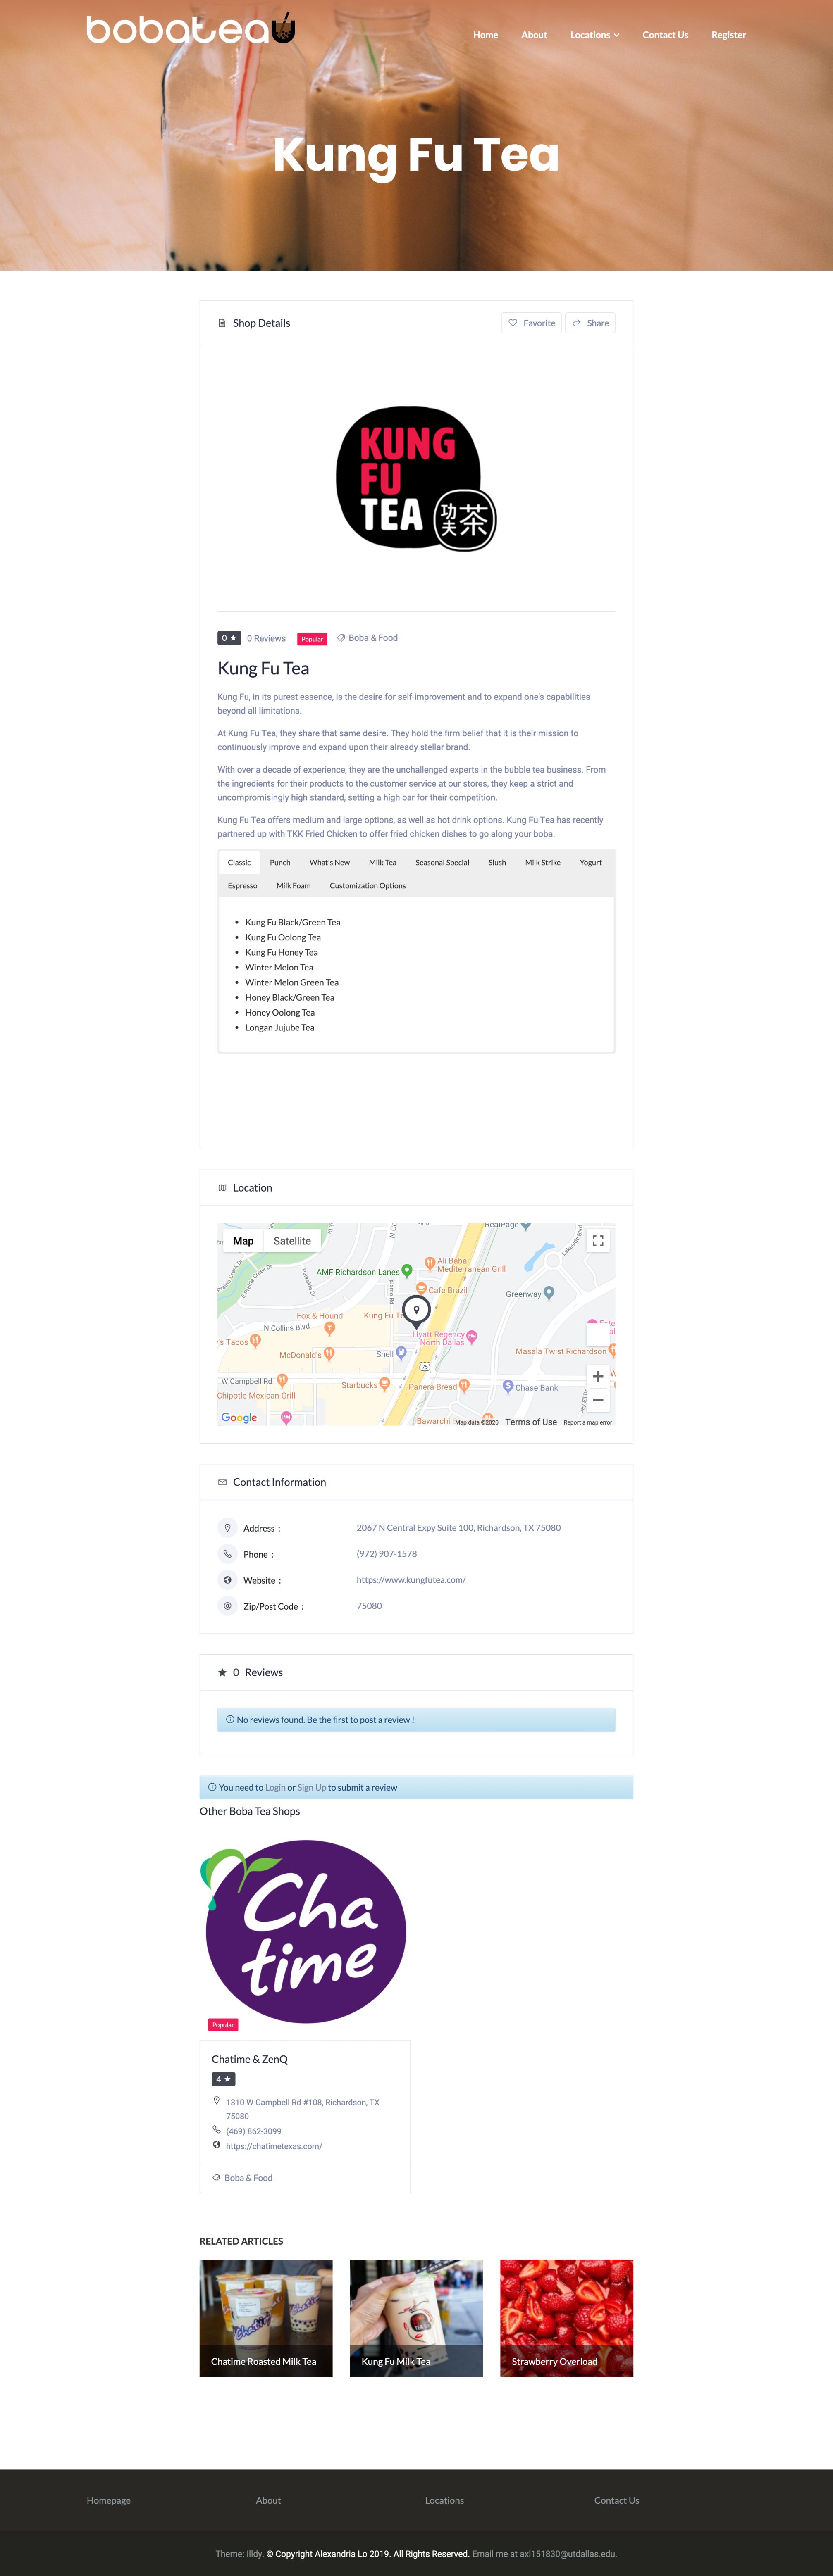 bobatea
Home About Locations Contact Us Register
Kung Fu Tea
Shop Details
Favorite Share
KUNG
FU
TEA
功夫茶
0 0 Reviews Popular Boba & Food
Kung Fu Tea
Kung Fu, in its purest essence, is the desire for self-improvement and to expand one's capabilities
beyond all limitations.
At Kung Fu Tea, they share that same desire. They hold the firm belief that it is their mission to
continuously improve and expand upon their already stellar brand.
With over a decade of experience, they are the unchallenged experts in the bubble tea business. From
the ingredients for their products to the customer service at our stores, they keep a strict and
uncompromisingly high standard, setting a high bar for their competition.
Kung Fu Tea offers medium and large options, as well as hot drink options. Kung Fu Tea has recently
partnered up with TKK Fried Chicken to offer fried chicken dishes to go along your boba.
Classic Punch What's New Milk Tea Seasonal Special Slush Milk Strike Yogurt
Espresso Milk Foam Customization Options
• Kung Fu Black/Green Tea
• Kung Fu Oolong Tea
• Kung Fu Honey Tea
• Winter Melon Tea
• Winter Melon Green Tea
• Honey Black/Green Tea
• Honey Oolong Tea
• Longan Jujube Tea
Location
Map Satellite
RealPage
Lakeside Blvd
E Prairie Creek Dr
Parkside Dr
AMF Richardson Lanes
Ali Baba
Mediterranean Grill
Cafe Brazil
Greenway
Fox & Hound
Kung Fu Te
N Collins Blvd
Hyatt Regency
North Dallas
's Tacos
McDonald's
Shell
Masala Twist Richardson
75
W Campbell Rd
Starbucks
Panera Bread
Chase Bank
Chipotle Mexican Grill
Google
Bawarchi
Map data ©2020 Terms of Use Report a map error
Contact Information
Address : 2067 N Central Expy Suite 100, Richardson, TX 75080
Phone : (972) 907-1578
Website : https://www.kungfutea.com/
Zip/Post Code : 75080
0 Reviews
No reviews found. Be the first to post a review !
You need to Login or Sign Up to submit a review
Other Boba Tea Shops
Cha
time
Popular
Chatime & ZenQ
4
1310 W Campbell Rd #108, Richardson, TX
75080
(469) 862-3099
https://chatimetexas.com/
Boba & Food
RELATED ARTICLES
Chatime Roasted Milk Tea
Kung Fu Milk Tea
Strawberry Overload
Homepage About Locations Contact Us
Theme: Illdy. © Copyright Alexandria Lo 2019. All Rights Reserved. Email me at axl151830@utdallas.edu.